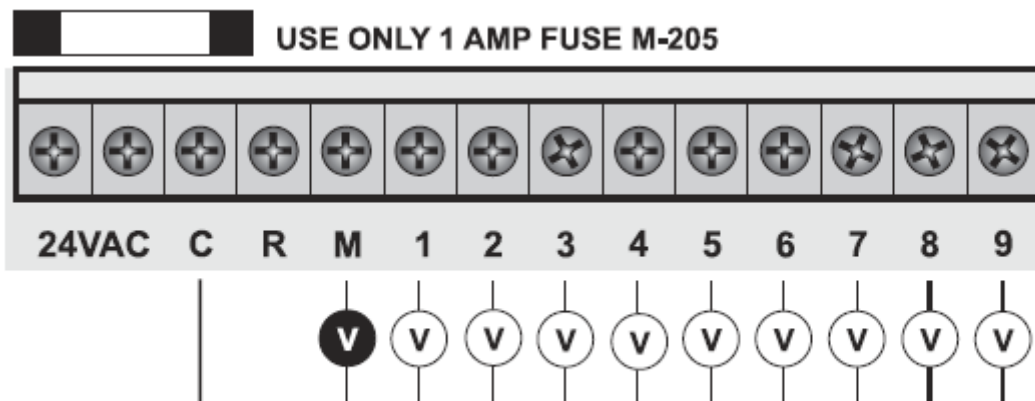 USE ONLY 1 AMP FUSE M-205
24VAC C R M 1 2 3 4 5 6 7 8 9
V V V V V V V V V V